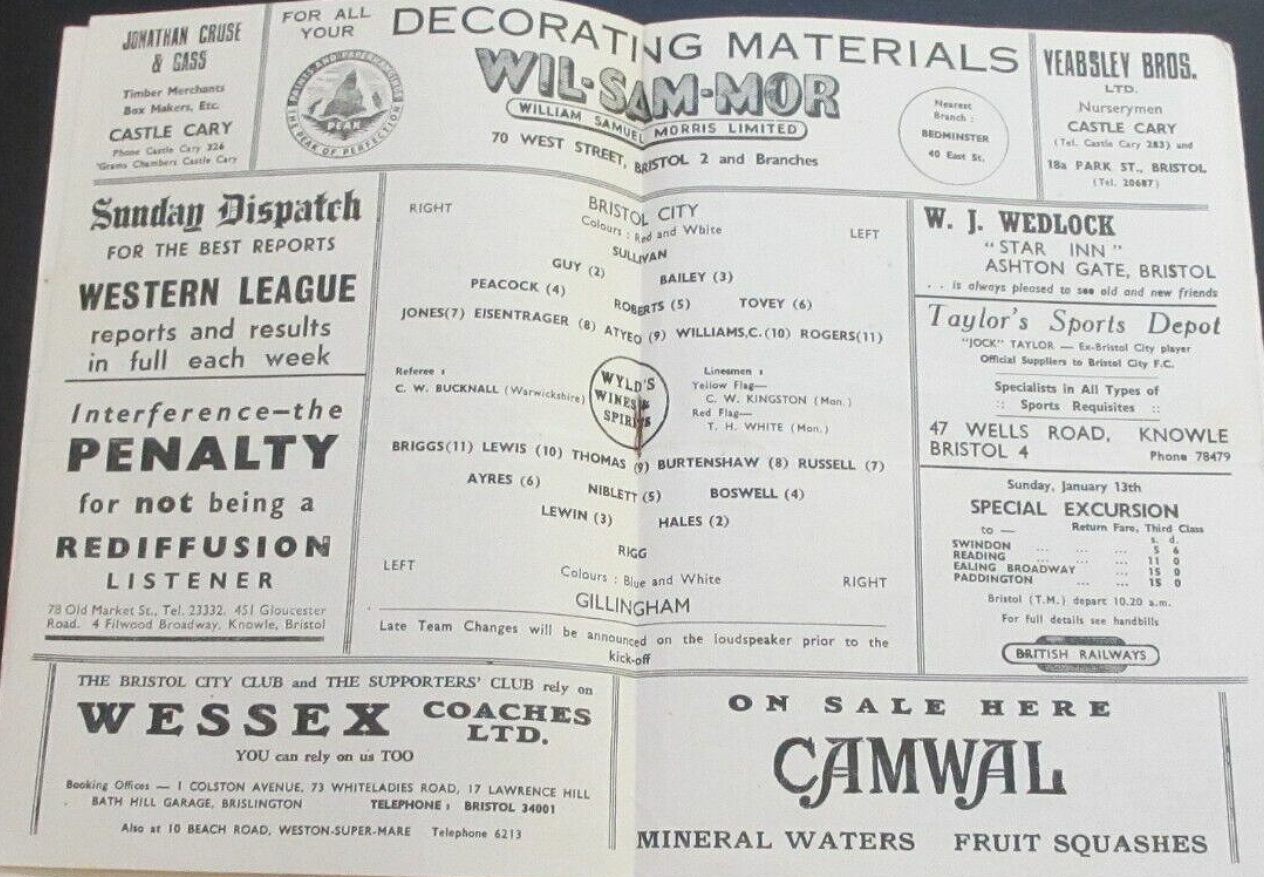 JONATHAN CRUSE
& GASS
Timber Merchants
Box Makers, Etc.
CASTLE CARY
Phone Castle Cary 326
'Grams Chambers Castle Cary
FOR ALL
YOUR
DECORATING MATERIALS
PEAK
THE PEAK OF PERFECTION
WIL-SAM-MOR
WILLIAM SAMUEL MORRIS LIMITED
70 WEST STREET, BRISTOL 2 and Branches
Nearest
Branch :
BEDMINSTER
40 East St.
YEABSLEY BROS.
LTD.
Nurserymen
CASTLE CARY
(Tel. Castle Cary 283) and
18a PARK ST., BRISTOL
(Tel. 20687)
Sunday Dispatch
FOR THE BEST REPORTS
WESTERN LEAGUE
reports and results
in full each week
Interference—the
PENALTY
for not being a
REDIFFUSION
LISTENER
78 Old Market St., Tel. 23332. 451 Gloucester
Road. 4 Filwood Broadway, Knowle, Bristol
RIGHT
BRISTOL CITY
Colours : Red and White
LEFT
SULLIVAN
GUY (2) BAILEY (3)
PEACOCK (4) ROBERTS (5) TOVEY (6)
JONES(7) EISENTRAGER (8) ATYEO (9) WILLIAMS,C.(10) ROGERS(11)
Referee :
C. W. BUCKNALL (Warwickshire)
WYLD'S
WINES &
SPIRITS
Linesmen :
Yellow Flag—
C. W. KINGSTON (Mon.)
Red Flag—
T. H. WHITE (Mon.)
BRIGGS(11) LEWIS (10) THOMAS (9) BURTENSHAW (8) RUSSELL (7)
AYRES (6) NIBLETT (5) BOSWELL (4)
LEWIN (3) HALES (2)
RIGG
LEFT
Colours : Blue and White
RIGHT
GILLINGHAM
Late Team Changes will be announced on the loudspeaker prior to the
kick-off
W. J. WEDLOCK
"STAR INN"
ASHTON GATE, BRISTOL
. . is always pleased to see old and new friends
Taylor's Sports Depot
"JOCK" TAYLOR — Ex-Bristol City player
Official Suppliers to Bristol City F.C.
Specialists in All Types of
:: Sports Requisites ::
47 WELLS ROAD, KNOWLE
BRISTOL 4 Phone 78479
Sunday, January 13th
SPECIAL EXCURSION
to — Return Fare, Third Class
s. d.
SWINDON ... ... ... 5 6
READING ... ... ... 11 0
EALING BROADWAY ... 15 0
PADDINGTON ... ... 15 0
Bristol (T.M.) depart 10.20 a.m.
For full details see handbills
BRITISH RAILWAYS
THE BRISTOL CITY CLUB and THE SUPPORTERS' CLUB rely on
WESSEX COACHES LTD.
YOU can rely on us TOO
Booking Offices — 1 COLSTON AVENUE, 73 WHITELADIES ROAD, 17 LAWRENCE HILL
BATH HILL GARAGE, BRISLINGTON TELEPHONE : BRISTOL 34001
Also at 10 BEACH ROAD, WESTON-SUPER-MARE Telephone 6213
ON SALE HERE
CAMWAL
MINERAL WATERS FRUIT SQUASHES